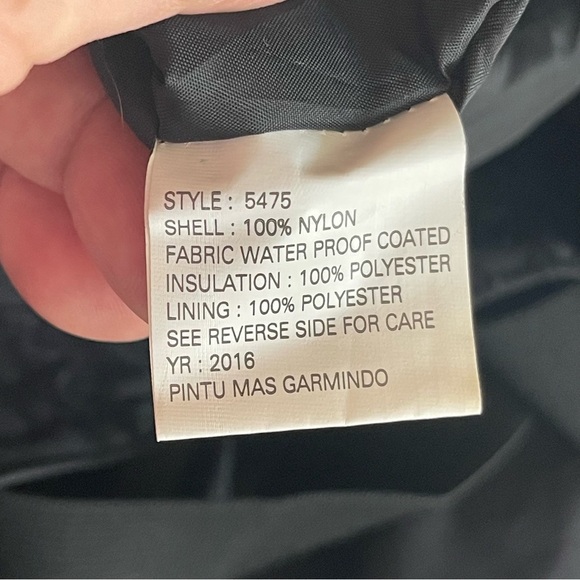 STYLE : 5475
SHELL : 100% NYLON
FABRIC WATER PROOF COATED
INSULATION : 100% POLYESTER
LINING : 100% POLYESTER
SEE REVERSE SIDE FOR CARE
YR : 2016
PINTU MAS GARMINDO